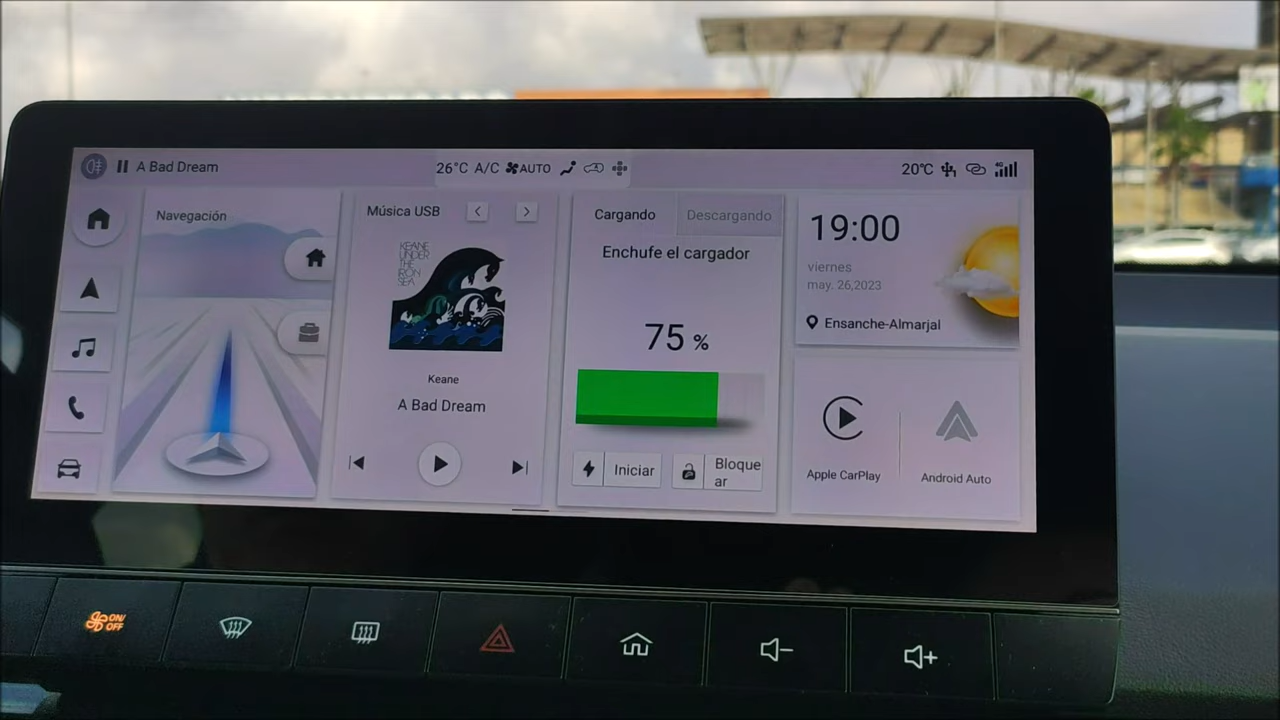 A Bad Dream
26°C A/C AUTO
20°C 4G
Navegación
Música USB
KEANE
UNDER
THE
IRON
SEA
Keane
A Bad Dream
Cargando
Descargando
Enchufe el cargador
75 %
Iniciar
Bloque
ar
19:00
viernes
may. 26,2023
Ensanche-Almarjal
Apple CarPlay
Android Auto
ON/
OFF